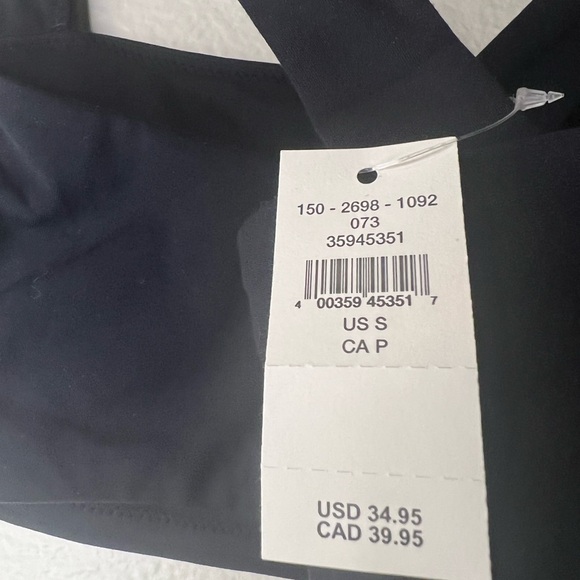 150 - 2698 - 1092
073
35945351
4 00359 45351 7
US S
CA P
USD 34.95
CAD 39.95